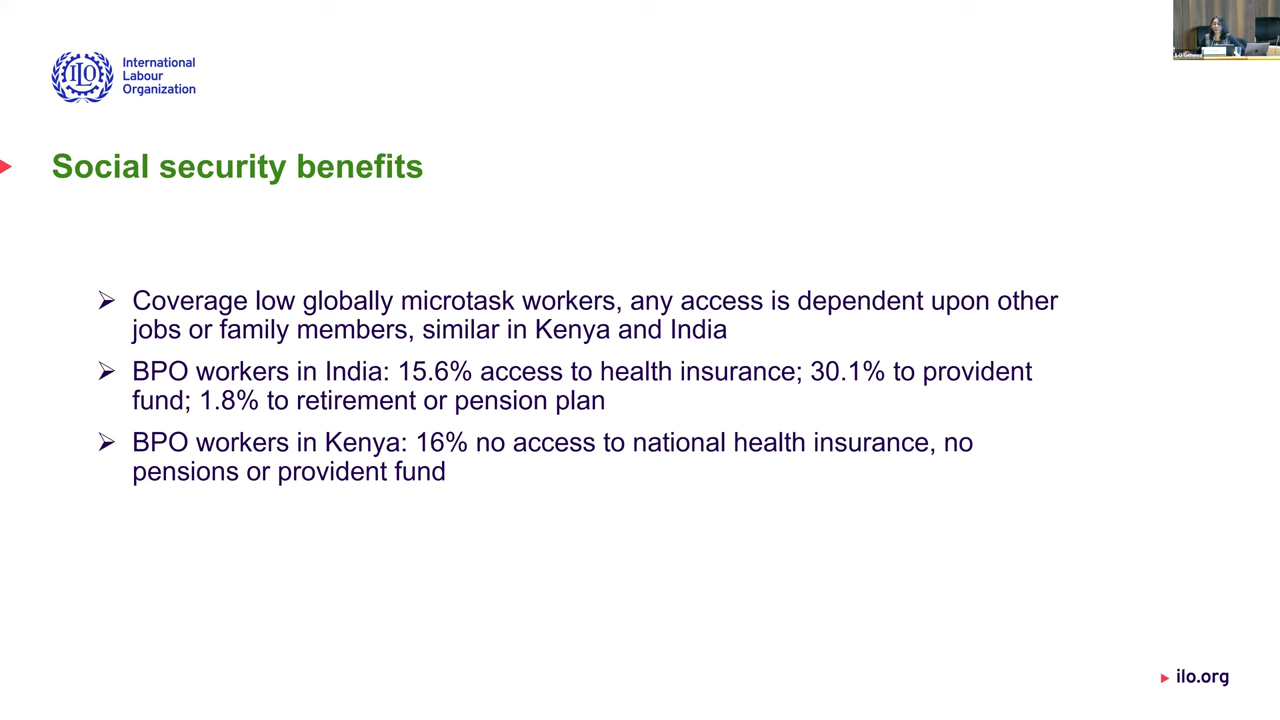 International
Labour
Organization
Social security benefits
➢ Coverage low globally microtask workers, any access is dependent upon other
jobs or family members, similar in Kenya and India
➢ BPO workers in India: 15.6% access to health insurance; 30.1% to provident
fund; 1.8% to retirement or pension plan
➢ BPO workers in Kenya: 16% no access to national health insurance, no
pensions or provident fund
ilo.org
ILO Geneva